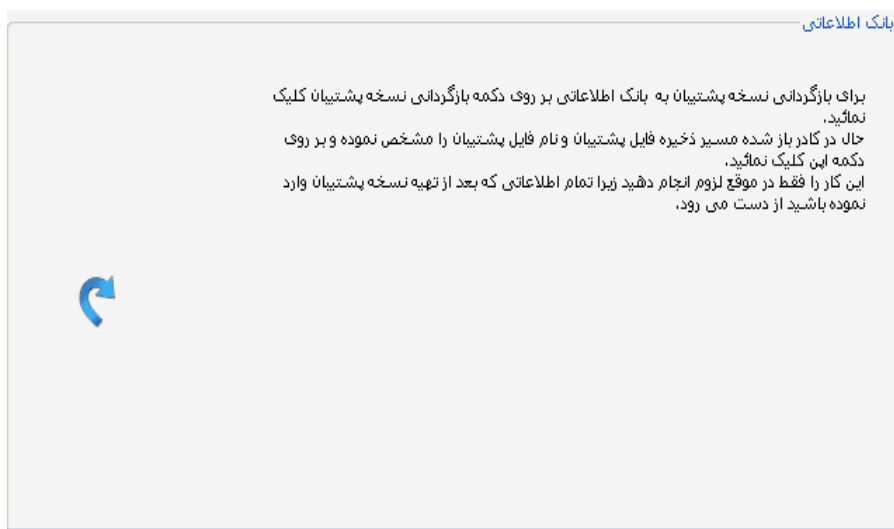 بانک اطلاعاتی
برای بازگردانی نسخه پشتیبان به بانک اطلاعاتی بر روی دکمه بازگردانی نسخه پشتیبان کلیک
نمائید.
حال در کادر باز شده مسیر ذخیره فایل پشتیبان و نام فایل پشتیبان را مشخص نموده و بر روی
دکمه اپن کلیک نمائید.
این کار را فقط در موقع لزوم انجام دهید زیرا تمام اطلاعاتی که بعد از تهیه نسخه پشتیبان وارد
نموده باشید از دست می رود.